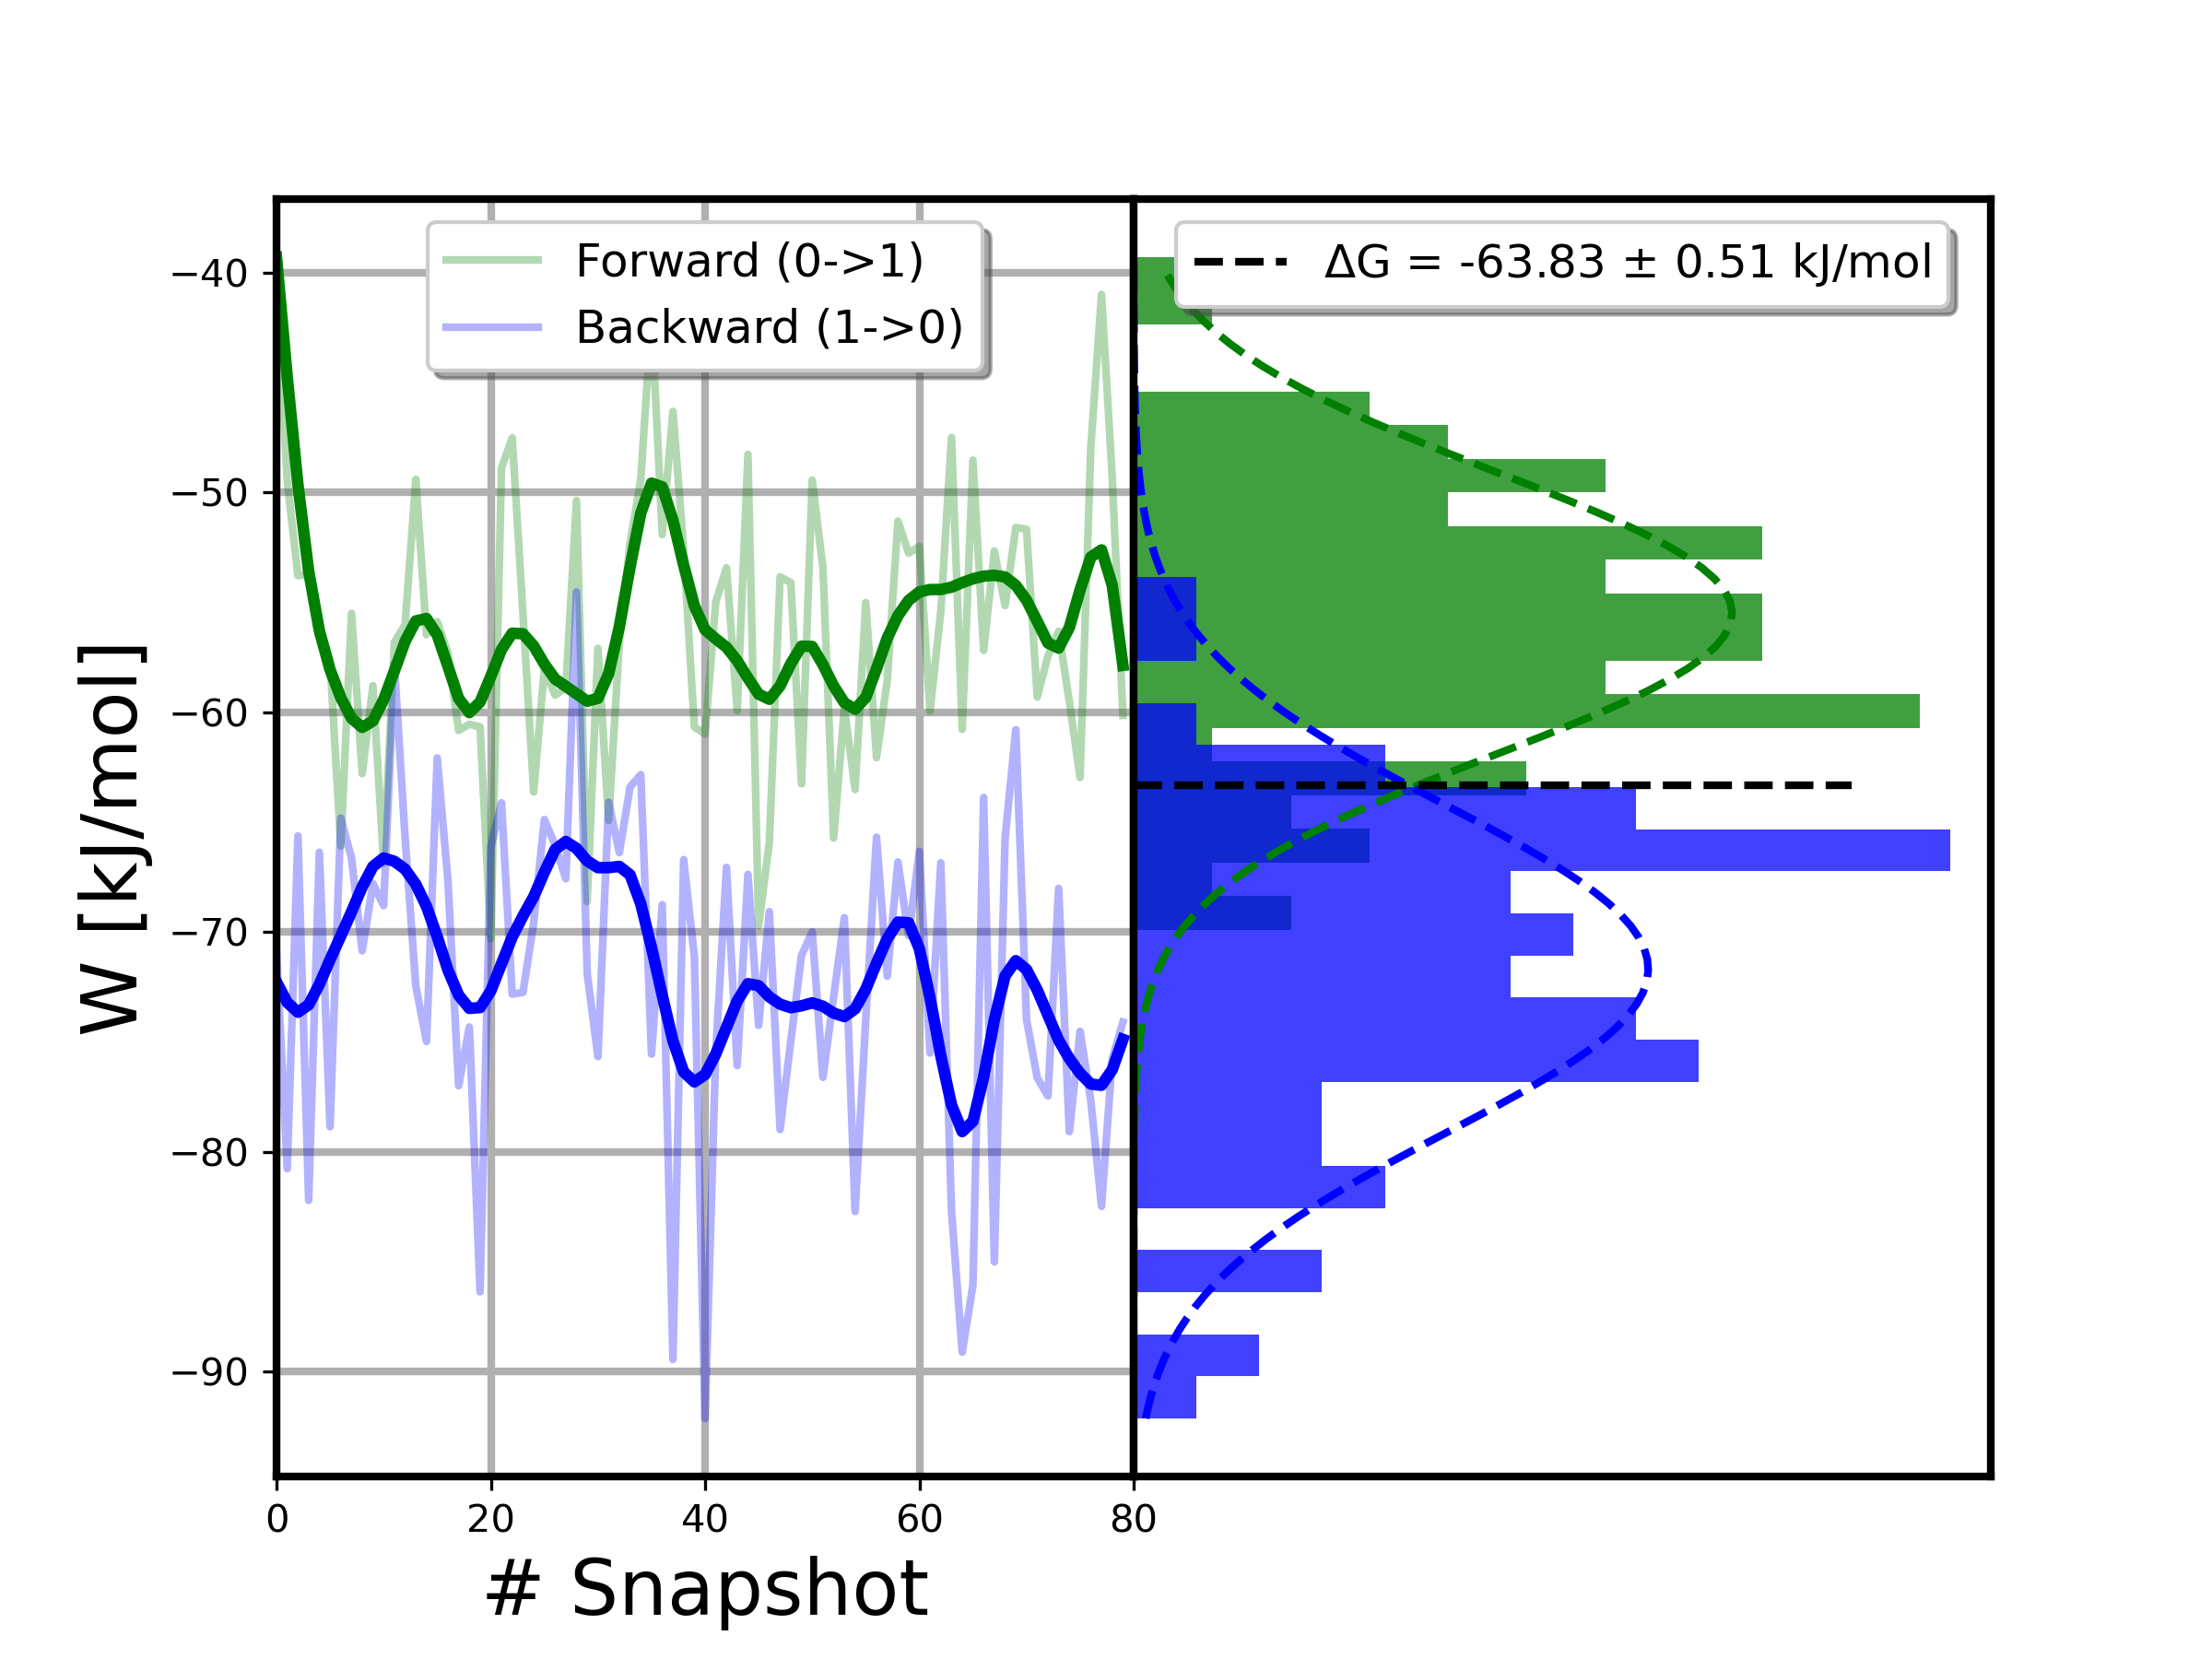 Forward (0->1)
Backward (1->0)
ΔG = -63.83 ± 0.51 kJ/mol
W [kJ/mol]
−40
−50
−60
−70
−80
−90
0 20 40 60 80
# Snapshot